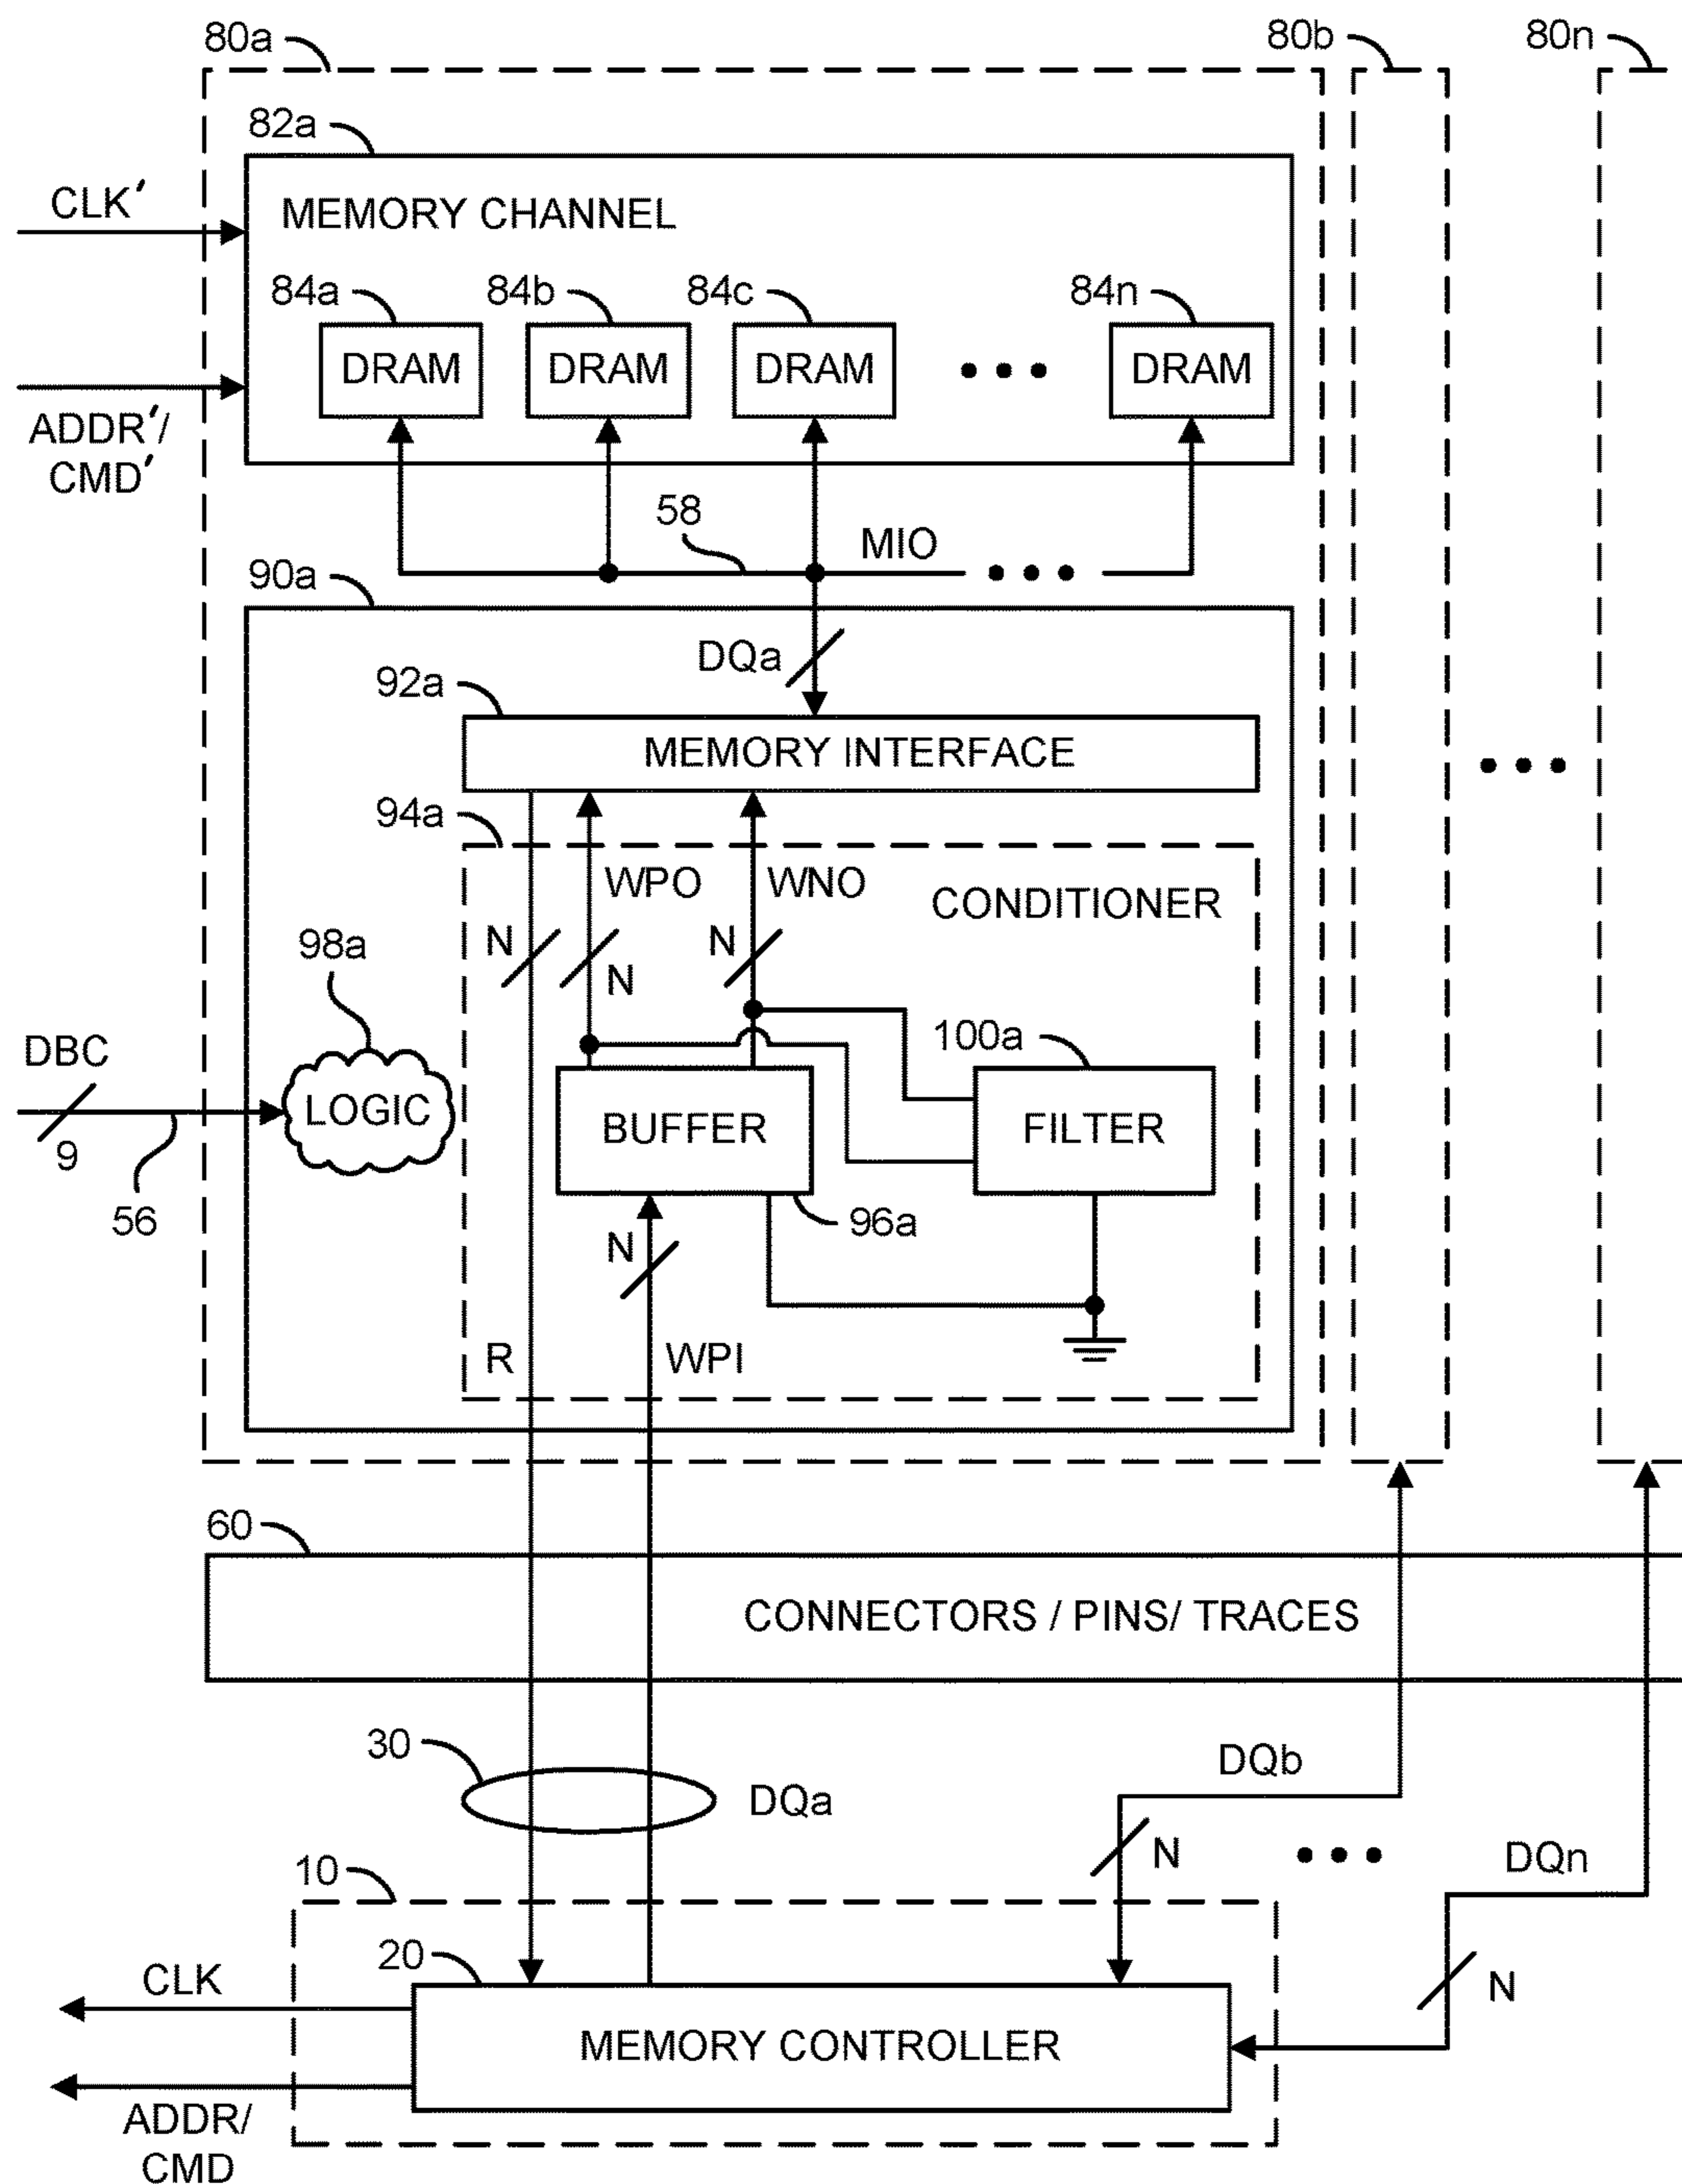 80a
80b
80n
82a
CLK′
MEMORY CHANNEL
84a
84b
84c
84n
DRAM
DRAM
DRAM
DRAM
ADDR′/
CMD′
58
MIO
90a
DQa
92a
MEMORY INTERFACE
94a
WPO
WNO
CONDITIONER
N
N
N
98a
100a
DBC
LOGIC
BUFFER
FILTER
9
56
96a
N
R
WPI
60
CONNECTORS / PINS/ TRACES
30
DQa
DQb
N
DQn
10
20
CLK
N
MEMORY CONTROLLER
ADDR/
CMD